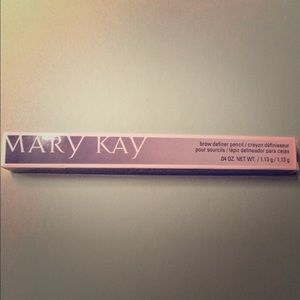 MARY KAY
brow definer pencil / crayon définisseur
pour sourcils / lápiz delineador para cejas
.04 OZ. NET WT. / 1.13 g / 1,13 g